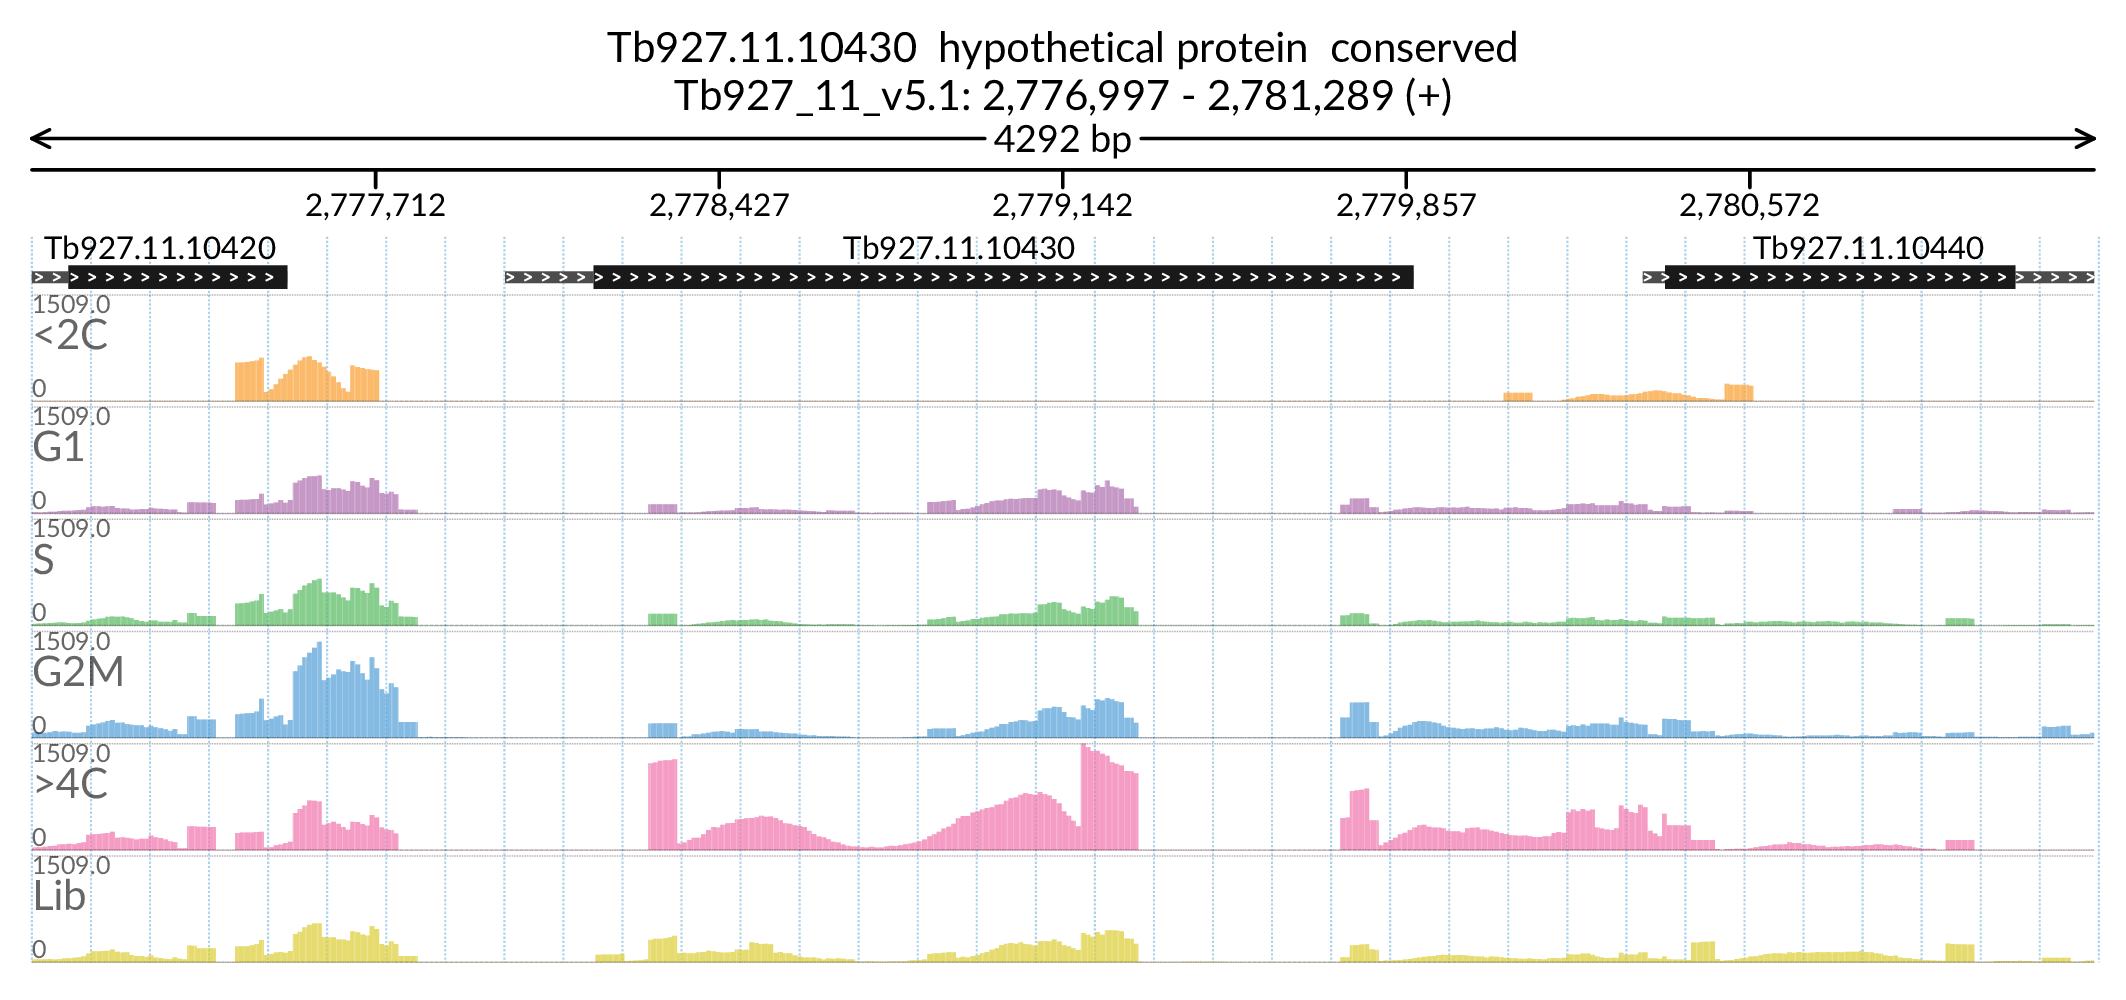 Tb927.11.10430  hypothetical protein  conserved
Tb927_11_v5.1: 2,776,997 - 2,781,289 (+)
4292 bp
2,777,712 2,778,427 2,779,142 2,779,857 2,780,572
Tb927.11.10420 Tb927.11.10430 Tb927.11.10440
1509.0
<2C
0
1509.0
G1
0
1509.0
S
0
1509.0
G2M
0
1509.0
>4C
0
1509.0
Lib
0